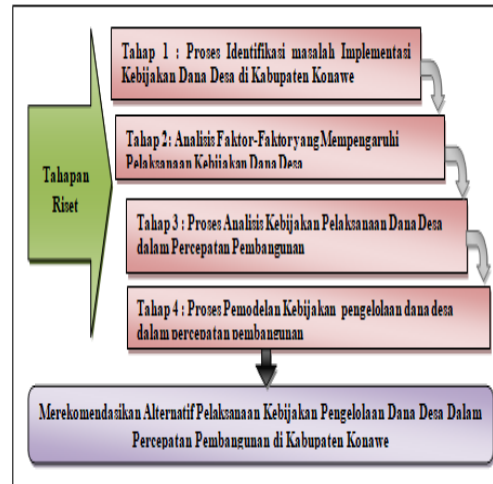 Tahapan
Riset
Tahap 1 : Proses Identifikasi masalah Implementasi
Kebijakan Dana Desa di Kabupaten Konawe
Tahap 2: Analisis Faktor-Faktor yang Mempengaruhi
Pelaksanaan Kebijakan Dana Desa
Tahap 3 : Proses Analisis Kebijakan Pelaksanaan Dana Desa
dalam Percepatan Pembangunan
Tahap 4 : Proses Pemodelan Kebijakan pengelolaan dana desa
dalam percepatan pembangunan
Merekomendasikan Alternatif Pelaksanaan Kebijakan Pengelolaan Dana Desa Dalam
Percepatan Pembangunan di Kabupaten Konawe